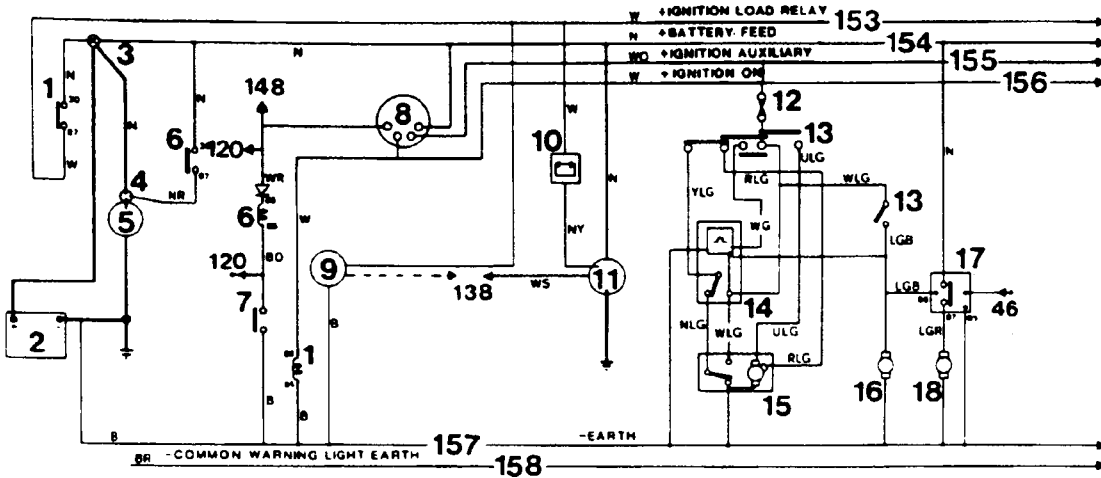 W +IGNITION LOAD RELAY 153
N +BATTERY FEED 154
WO +IGNITION AUXILIARY 155
W +IGNITION ON 156
3
1
N
30
87
W
N
4
5
2
N
6
87
NR
148
120
WR
6
BO
120
7
B
8
W
1
B
9
B
138
WS
W
10
NY
N
11
12
13
ULG
YLG
RLG
WG
WLG
13
LGB
14
NLG
WLG
ULG
RLG
15
16
N
17
LGB
46
87
LGR
18
B 157 -EARTH
BR -COMMON WARNING LIGHT EARTH 158